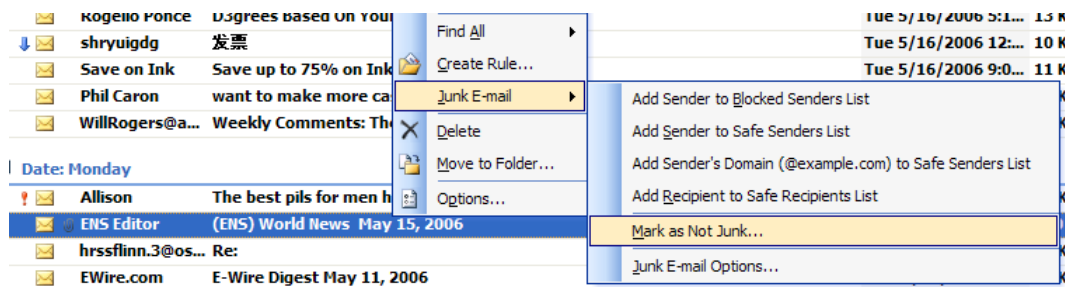 Rogelio Ponce D3grees Based On Your Tue 5/16/2006 5:1... 13 K
Find All
shryuigdg 发票 Tue 5/16/2006 12:... 10 K
Save on Ink Save up to 75% on Ink Create Rule... Tue 5/16/2006 9:0... 11 K
Phil Caron want to make more ca Junk E-mail Add Sender to Blocked Senders List
WillRogers@a... Weekly Comments: The Delete Add Sender to Safe Senders List
Date: Monday Move to Folder... Add Sender's Domain (@example.com) to Safe Senders List
Allison The best pils for men h Options... Add Recipient to Safe Recipients List
ENS Editor (ENS) World News May 15, 2006 Mark as Not Junk...
hrssflinn.3@os... Re:
Junk E-mail Options...
EWire.com E-Wire Digest May 11, 2006